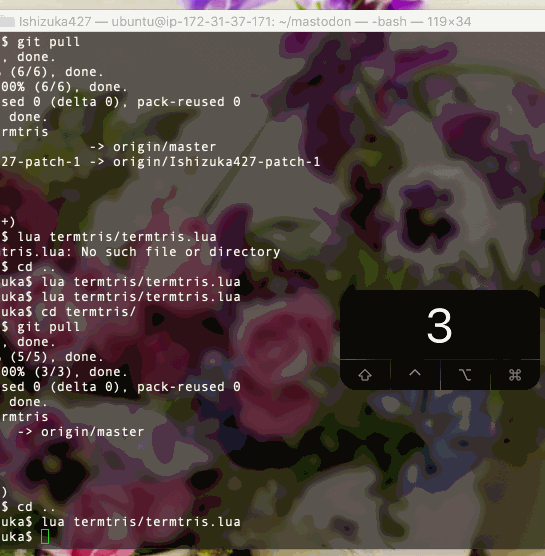 Ishizuka427 — ubuntu@ip-172-31-37-171: ~/mastodon — -bash — 119×34
$ git pull
, done.
(6/6), done.
00% (6/6), done.
sed 0 (delta 0), pack-reused 0
done.
rmtris
-> origin/master
27-patch-1 -> origin/Ishizuka427-patch-1
+)
$ lua termtris/termtris.lua
tris.lua: No such file or directory
$ cd ..
uka$ lua termtris/termtris.lua
uka$ lua termtris/termtris.lua
uka$ cd termtris/
$ git pull
, done.
(5/5), done.
00% (3/3), done.
sed 0 (delta 0), pack-reused 0
done.
rmtris
-> origin/master
)
$ cd ..
uka$ lua termtris/termtris.lua
uka$
3
⇧ ⌃ ⌥ ⌘